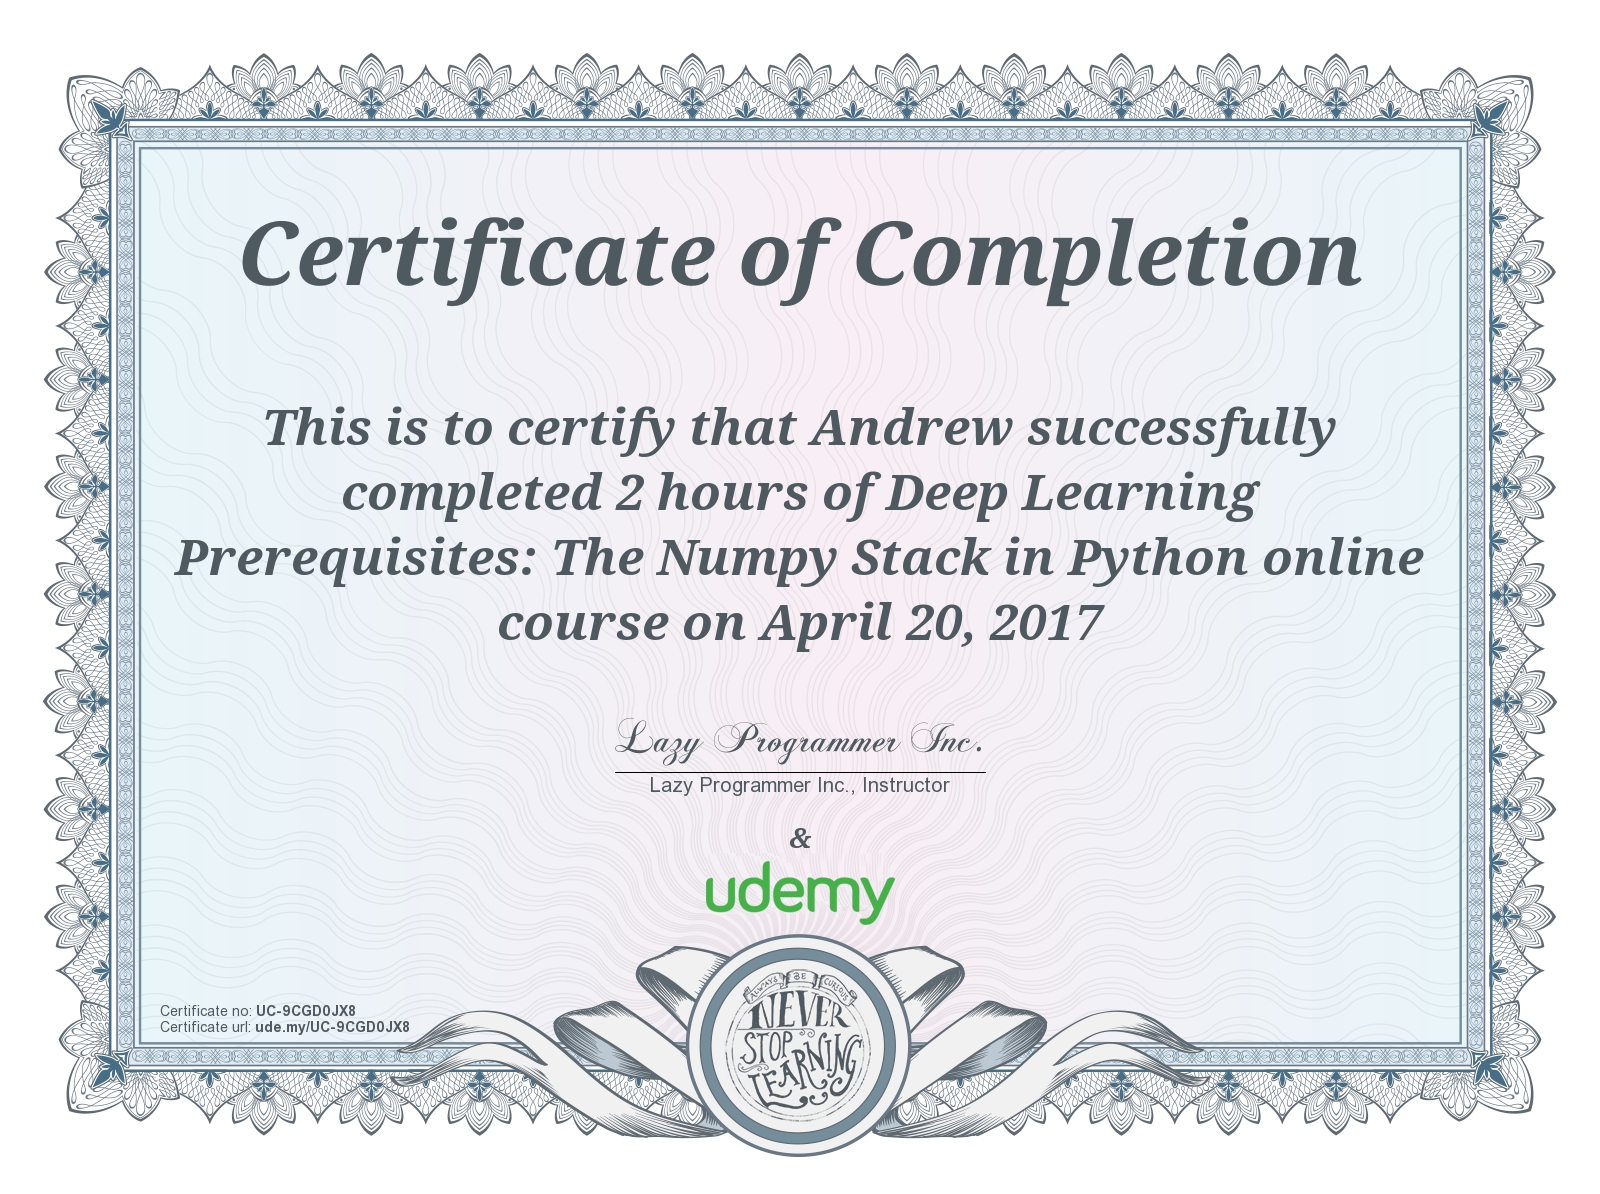 Certificate of Completion
This is to certify that Andrew successfully
completed 2 hours of Deep Learning
Prerequisites: The Numpy Stack in Python online
course on April 20, 2017
Lazy Programmer Inc.
Lazy Programmer Inc., Instructor
&
udemy
Certificate no: UC-9CGD0JX8
Certificate url: ude.my/UC-9CGD0JX8
ALWAYS BE CURIOUS
NEVER
STOP
LEARNING